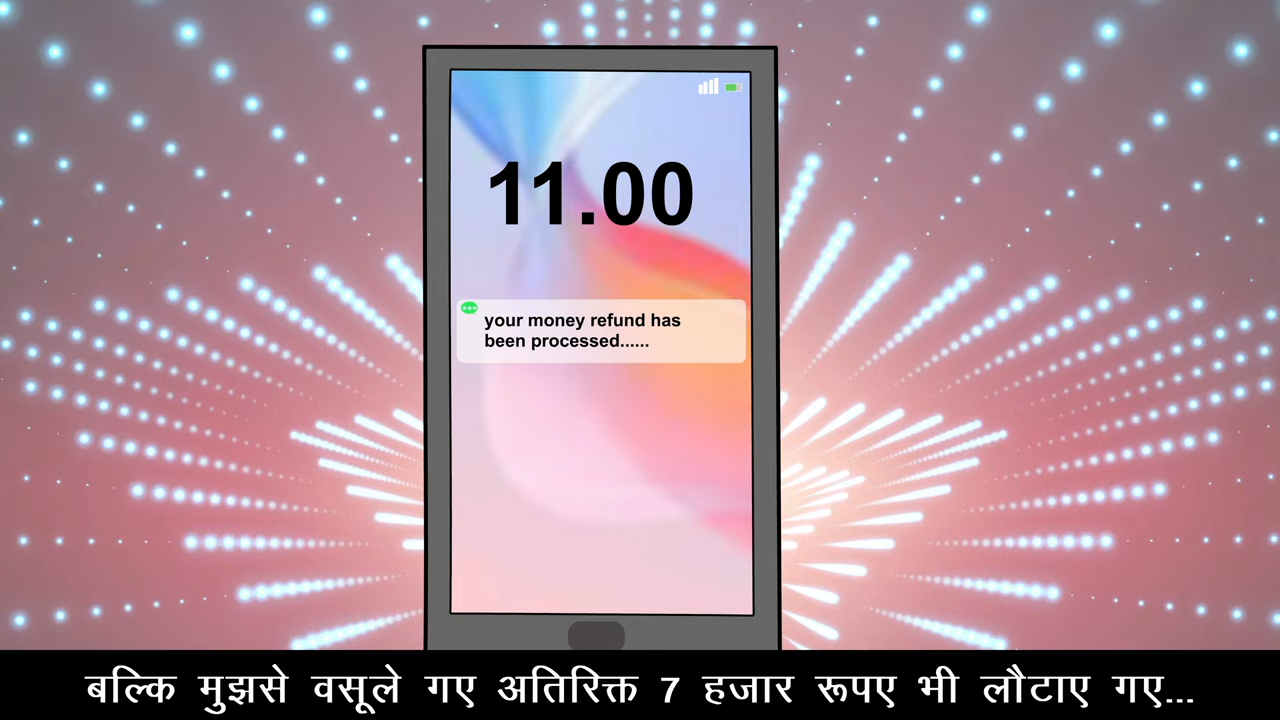 11.00
your money refund has
been processed......
बल्कि मुझसे वसूले गए अतिरिक्त 7 हजार रूपए भी लौटाए गए...